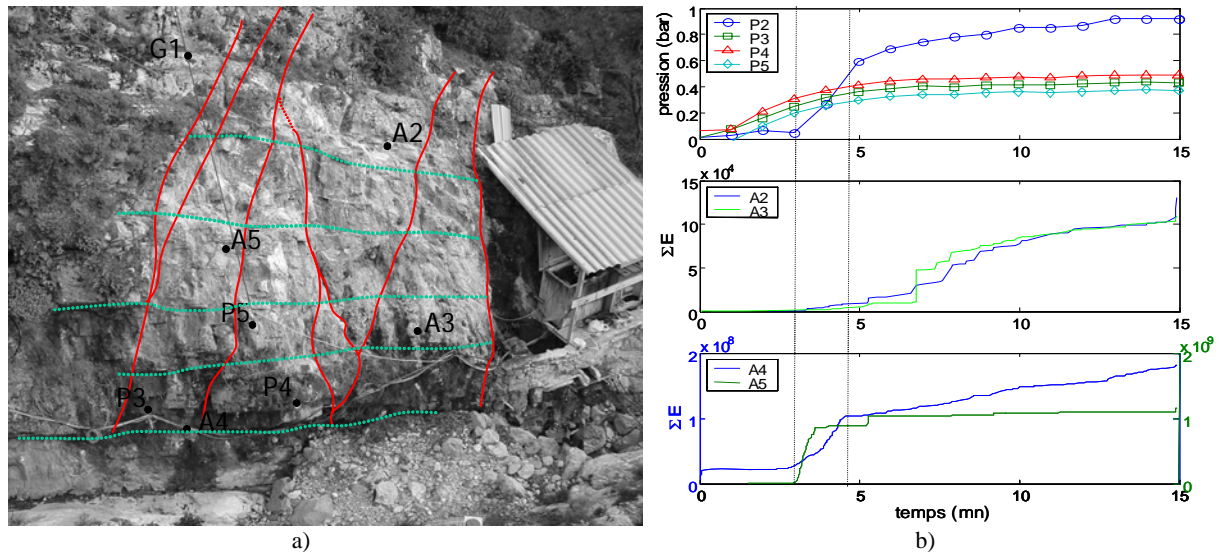 G1
A2
A5
P5
A3
P3
P4
A4
a)
pression (bar)
1
0.8
0.6
0.4
0.2
0
P2
P3
P4
P5
0 5 10 15
x 10^4
ΣE
15
10
5
0
A2
A3
0 5 10 15
x 10^8
x 10^9
ΣE
2
1
0
A4
A5
2
1
0
0 5 10 15
temps (mn)
b)